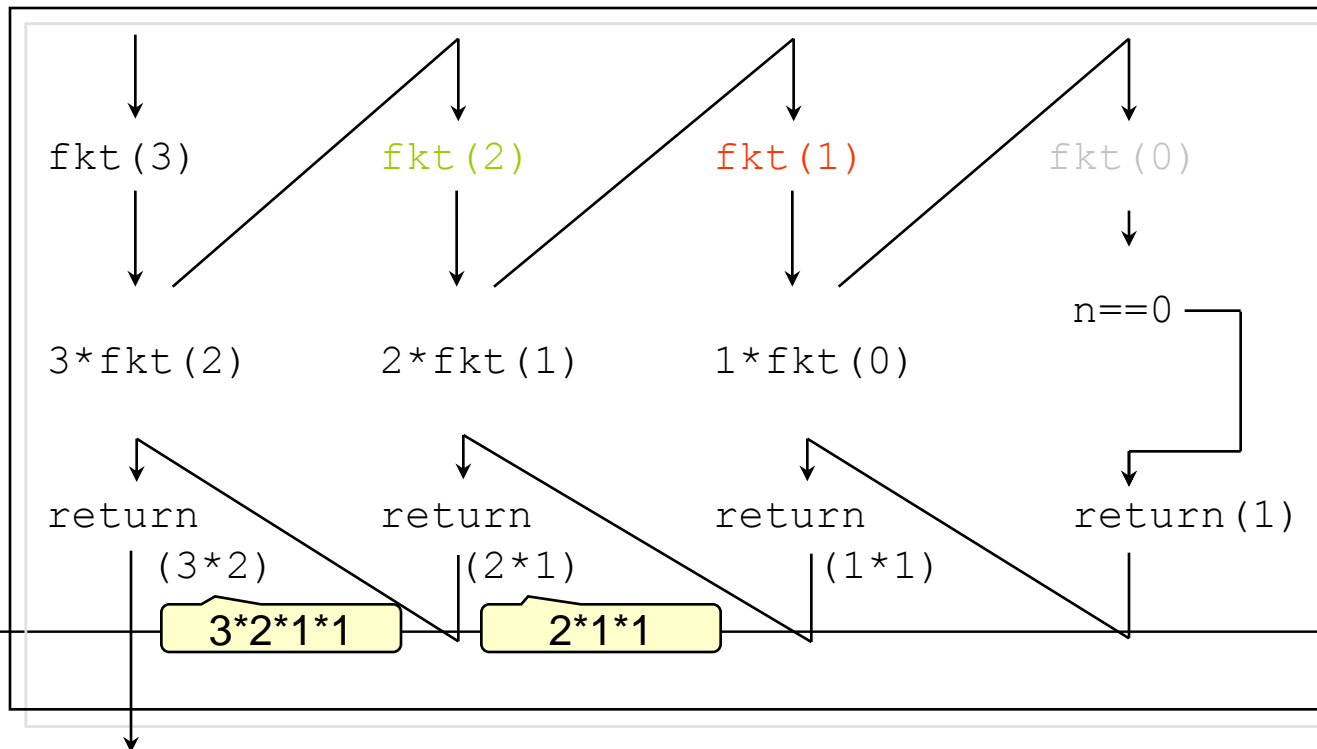 fkt(3) fkt(2) fkt(1) fkt(0)
n==0
3*fkt(2) 2*fkt(1) 1*fkt(0)
return return return return(1)
(3*2) (2*1) (1*1)
3*2*1*1 2*1*1